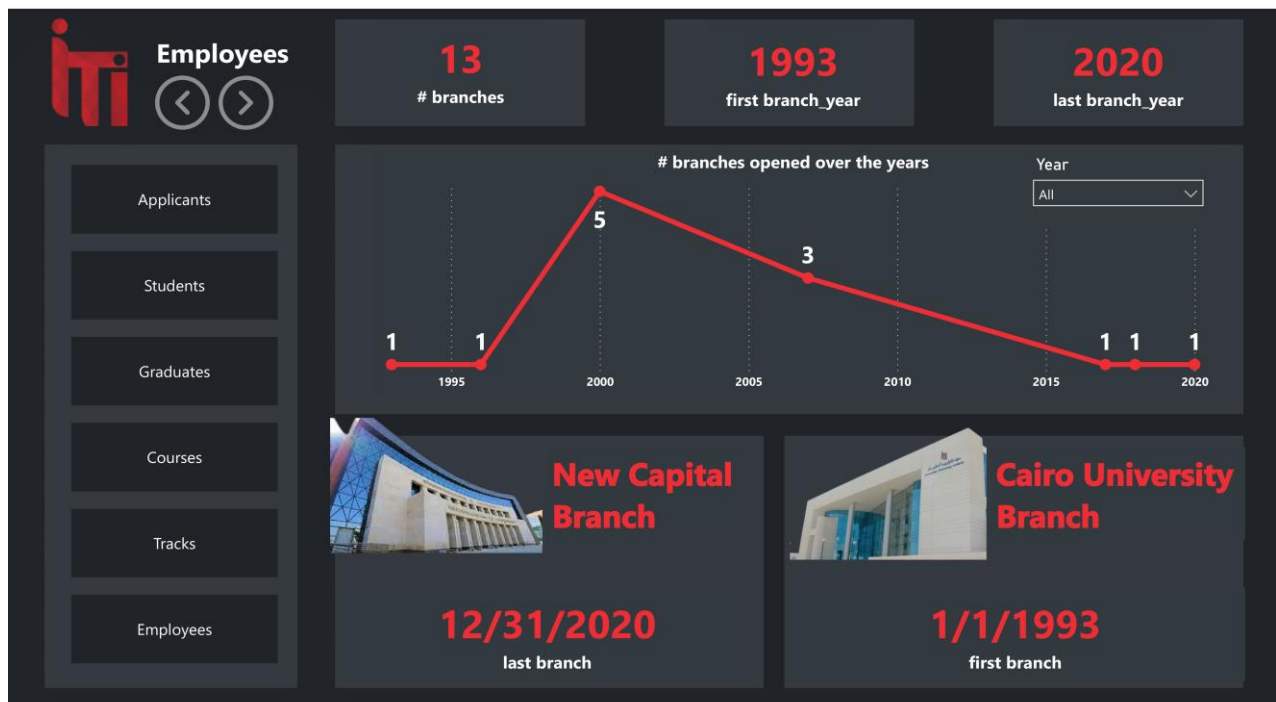 iTi
Employees
13
# branches
1993
first branch_year
2020
last branch_year
Applicants
Students
Graduates
Courses
Tracks
Employees
# branches opened over the years
Year
All
1
1
5
3
1
1
1
1995
2000
2005
2010
2015
2020
New Capital
Branch
12/31/2020
last branch
Cairo University
Branch
1/1/1993
first branch